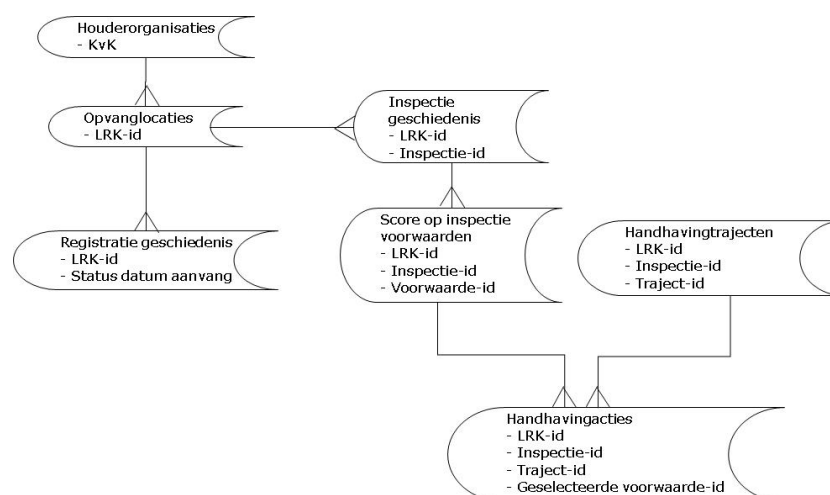 Houderorganisaties
- KvK
Opvanglocaties
- LRK-id
Inspectie
geschiedenis
- LRK-id
- Inspectie-id
Registratie geschiedenis
- LRK-id
- Status datum aanvang
Score op inspectie
voorwaarden
- LRK-id
- Inspectie-id
- Voorwaarde-id
Handhavingtrajecten
- LRK-id
- Inspectie-id
- Traject-id
Handhavingacties
- LRK-id
- Inspectie-id
- Traject-id
- Geselecteerde voorwaarde-id